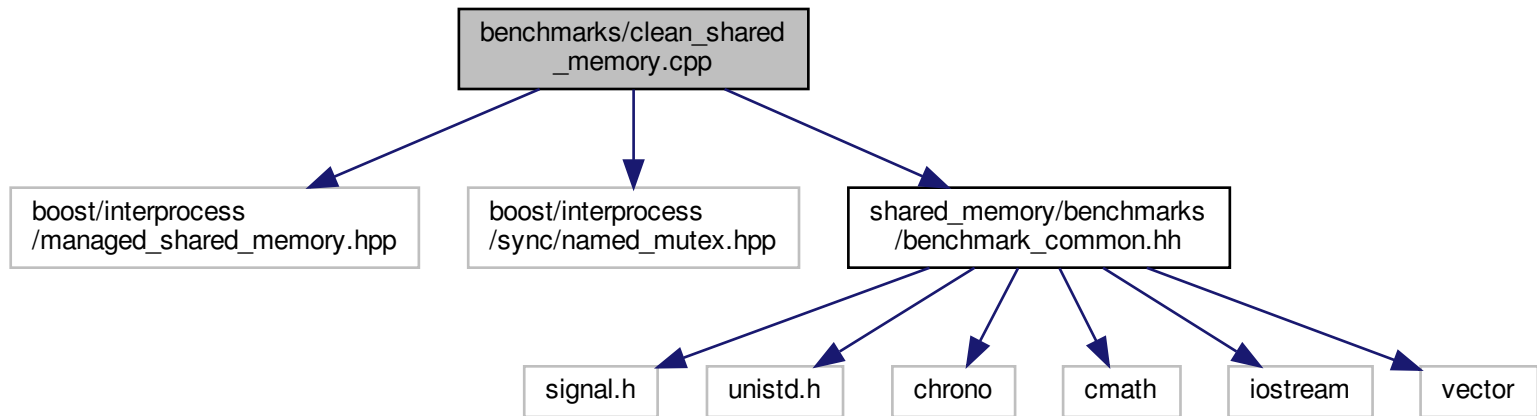 benchmarks/clean_shared
_memory.cpp
boost/interprocess
/managed_shared_memory.hpp
boost/interprocess
/sync/named_mutex.hpp
shared_memory/benchmarks
/benchmark_common.hh
signal.h
unistd.h
chrono
cmath
iostream
vector